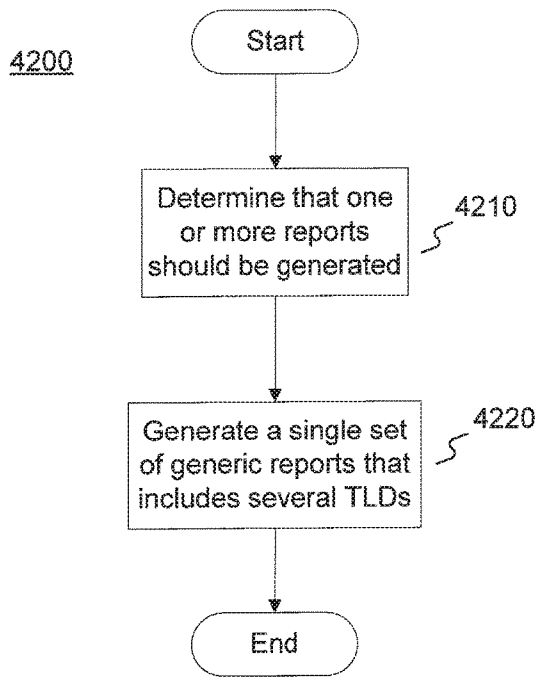 Start
4200
Determine that one
or more reports
should be generated
4210
Generate a single set
of generic reports that
includes several TLDs
4220
End